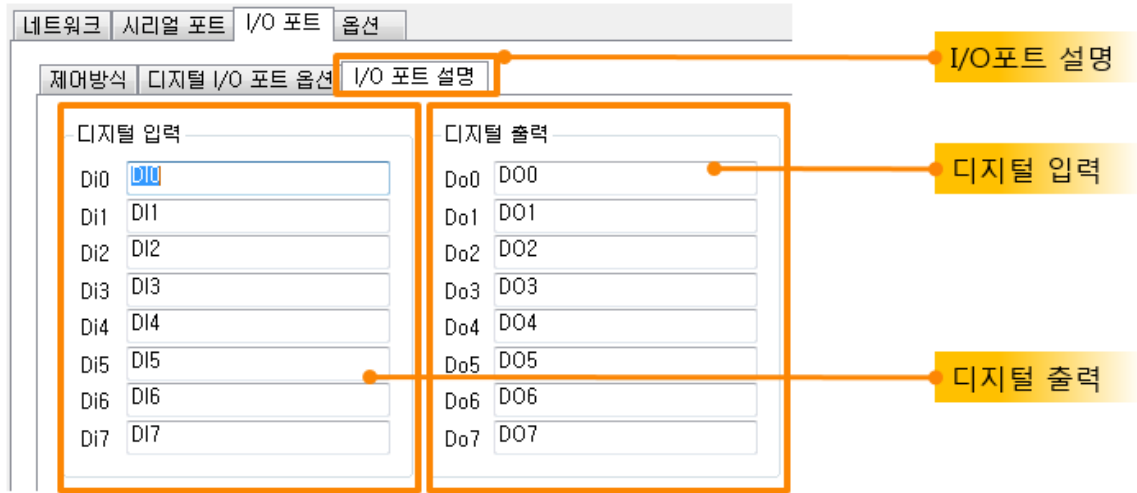 네트워크 시리얼 포트 I/O 포트 옵션
제어방식 디지털 I/O 포트 옵션 I/O 포트 설명
I/O포트 설명
디지털 입력
Di0 DI0
Di1 DI1
Di2 DI2
Di3 DI3
Di4 DI4
Di5 DI5
Di6 DI6
Di7 DI7
디지털 출력
Do0 DO0
Do1 DO1
Do2 DO2
Do3 DO3
Do4 DO4
Do5 DO5
Do6 DO6
Do7 DO7
디지털 입력
디지털 출력